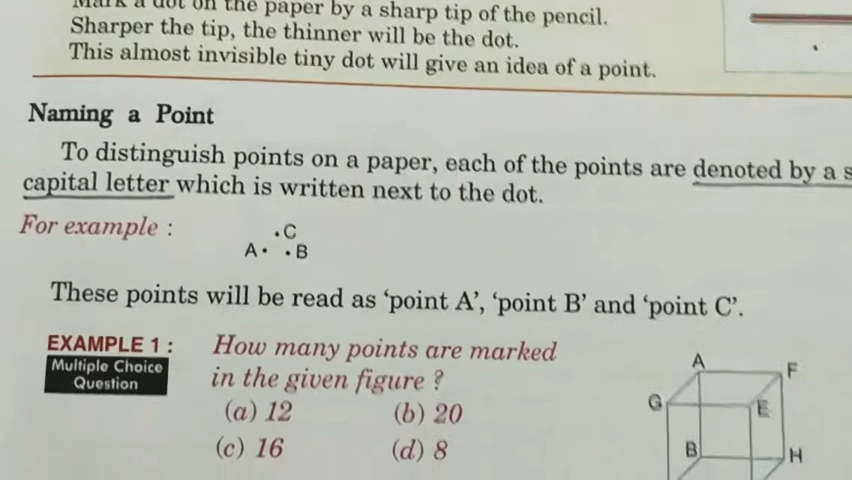 Mark a dot on the paper by a sharp tip of the pencil.
Sharper the tip, the thinner will be the dot.
This almost invisible tiny dot will give an idea of a point.
Naming a Point
To distinguish points on a paper, each of the points are denoted by a s
capital letter which is written next to the dot.
For example :
C
A B
These points will be read as ‘point A’, ‘point B’ and ‘point C’.
EXAMPLE 1 :
Multiple Choice
Question
How many points are marked
in the given figure ?
(a) 12 (b) 20
(c) 16 (d) 8
A F
G E
B H